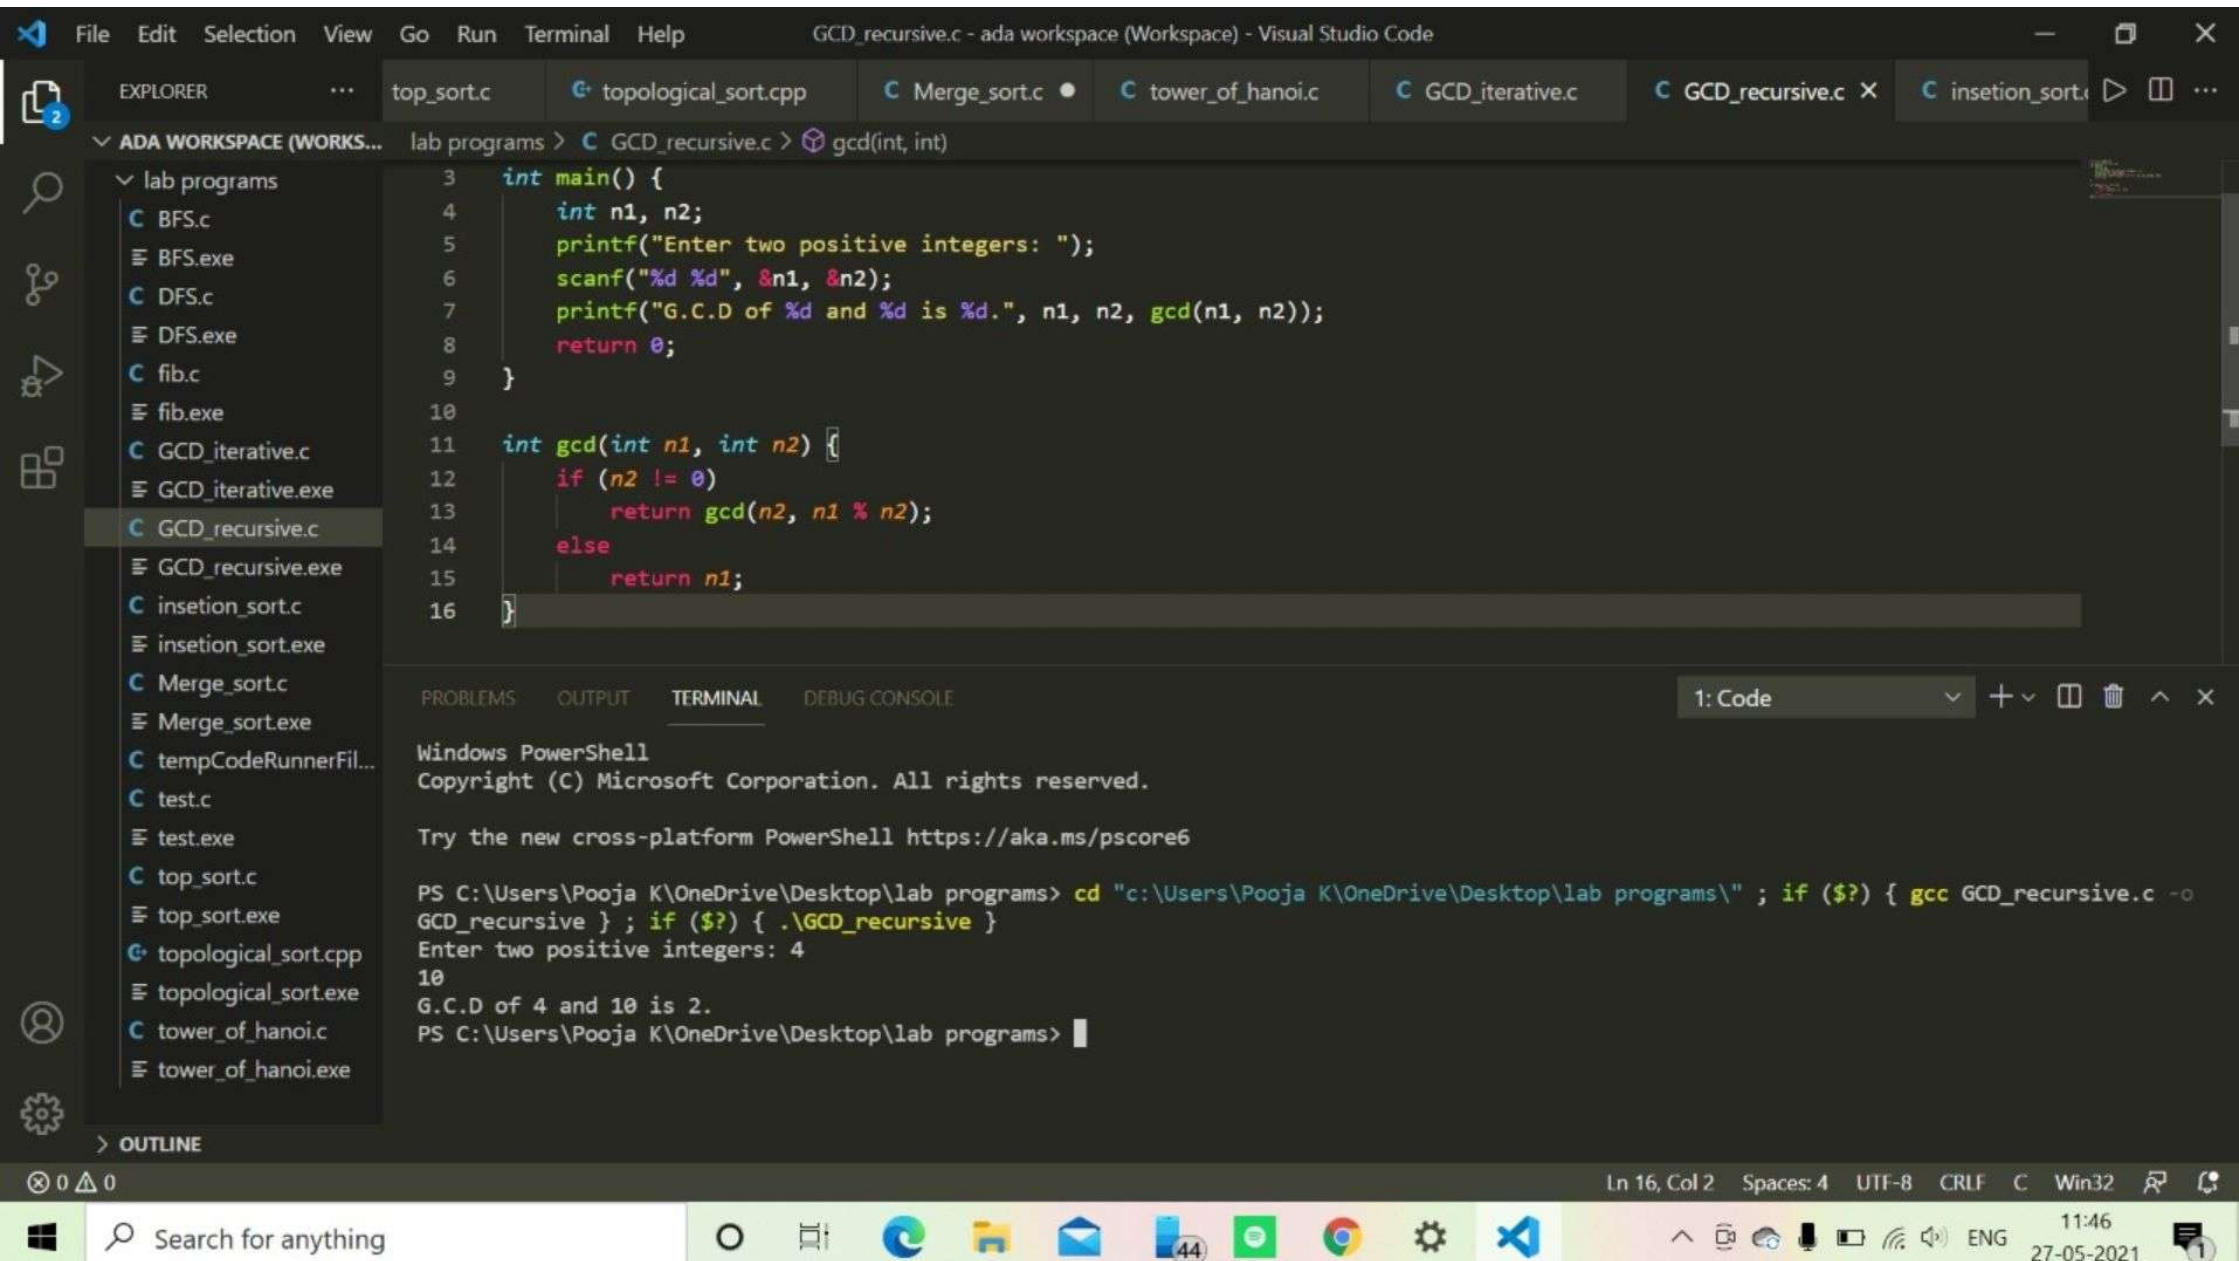 File Edit Selection View Go Run Terminal Help GCD_recursive.c - ada workspace (Workspace) - Visual Studio Code
EXPLORER ...
top_sort.c topological_sort.cpp Merge_sort.c tower_of_hanoi.c GCD_iterative.c GCD_recursive.c insetion_sort.
2
ADA WORKSPACE (WORKS...
lab programs > C GCD_recursive.c > gcd(int, int)
lab programs
C BFS.c
BFS.exe
C DFS.c
DFS.exe
C fib.c
fib.exe
C GCD_iterative.c
GCD_iterative.exe
C GCD_recursive.c
GCD_recursive.exe
C insetion_sort.c
insetion_sort.exe
C Merge_sort.c
Merge_sort.exe
C tempCodeRunnerFil...
C test.c
test.exe
C top_sort.c
top_sort.exe
topological_sort.cpp
topological_sort.exe
C tower_of_hanoi.c
tower_of_hanoi.exe
OUTLINE
3 int main() {
4 int n1, n2;
5 printf("Enter two positive integers: ");
6 scanf("%d %d", &n1, &n2);
7 printf("G.C.D of %d and %d is %d.", n1, n2, gcd(n1, n2));
8 return 0;
9 }
10
11 int gcd(int n1, int n2) {
12 if (n2 != 0)
13 return gcd(n2, n1 % n2);
14 else
15 return n1;
16 }
PROBLEMS OUTPUT TERMINAL DEBUG CONSOLE 1: Code
Windows PowerShell
Copyright (C) Microsoft Corporation. All rights reserved.
Try the new cross-platform PowerShell https://aka.ms/pscore6
PS C:\Users\Pooja K\OneDrive\Desktop\lab programs> cd "c:\Users\Pooja K\OneDrive\Desktop\lab programs\" ; if ($?) { gcc GCD_recursive.c -o
GCD_recursive } ; if ($?) { .\GCD_recursive }
Enter two positive integers: 4
10
G.C.D of 4 and 10 is 2.
PS C:\Users\Pooja K\OneDrive\Desktop\lab programs>
0 0 Ln 16, Col 2 Spaces: 4 UTF-8 CRLF C Win32
Search for anything 44 ENG 11:46
27-05-2021 1